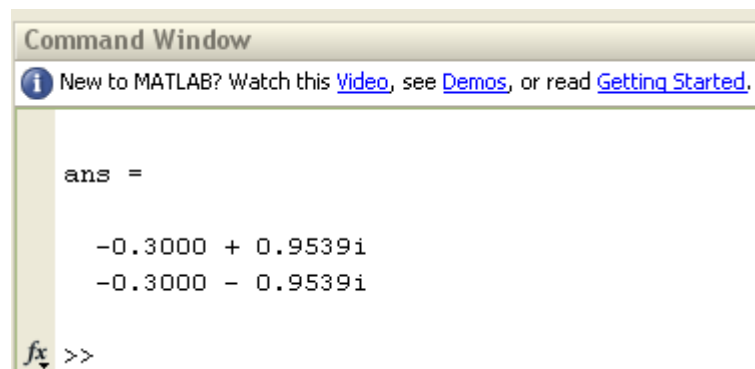 Command Window
New to MATLAB? Watch this Video, see Demos, or read Getting Started.
ans =
-0.3000 + 0.9539i
-0.3000 - 0.9539i
fx >>